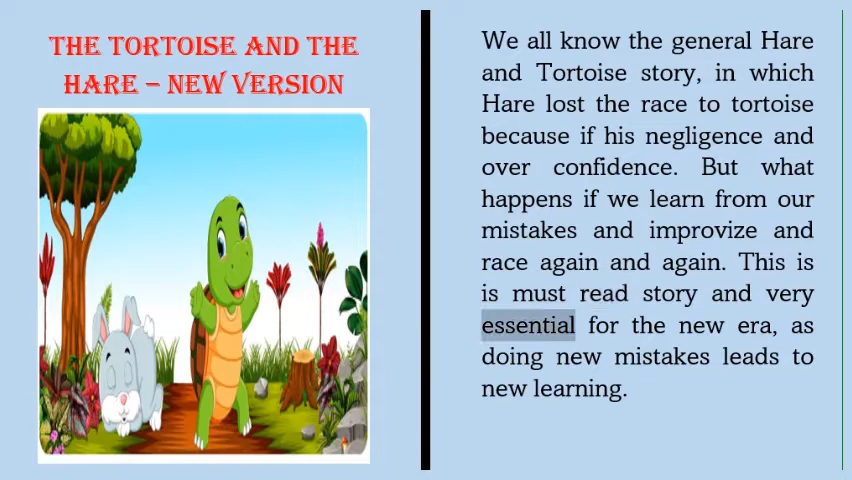 THE TORTOISE AND THE
HARE – NEW VERSION
We all know the general Hare
and Tortoise story, in which
Hare lost the race to tortoise
because if his negligence and
over confidence. But what
happens if we learn from our
mistakes and improvize and
race again and again. This is
is must read story and very
essential for the new era, as
doing new mistakes leads to
new learning.